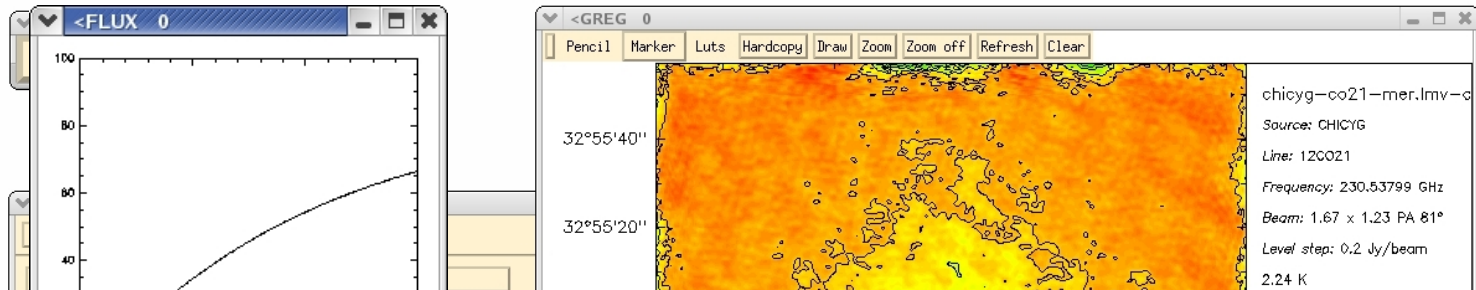 <FLUX 0
100
80
60
40
<GREG 0
Pencil Marker Luts Hardcopy Draw Zoom Zoom off Refresh Clear
32°55'40"
32°55'20"
chicyg-co21-mer.lmv-c
Source: CHICYG
Line: 12CO21
Frequency: 230.53799 GHz
Beam: 1.67 x 1.23 PA 81°
Level step: 0.2 Jy/beam
2.24 K